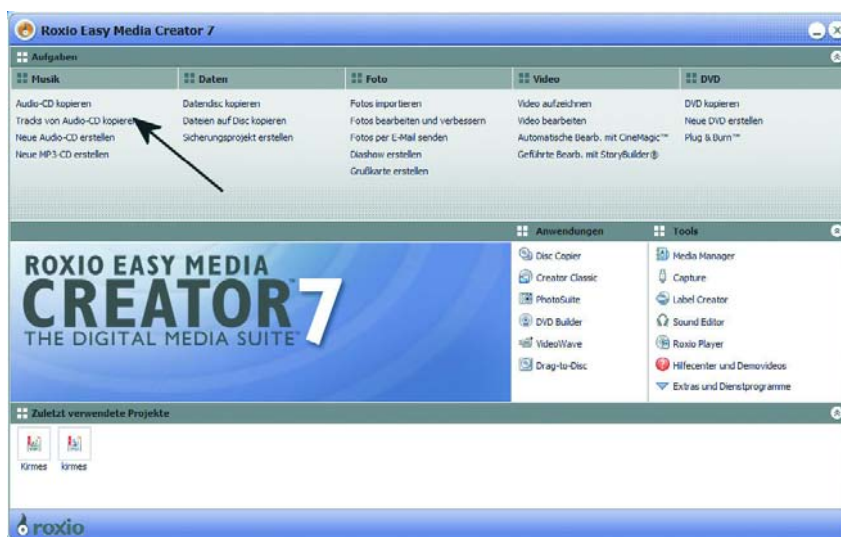 Roxio Easy Media Creator 7
Aufgaben
Musik
Audio-CD kopieren
Tracks von Audio-CD kopieren
Neue Audio-CD erstellen
Neue MP3-CD erstellen
Daten
Datendisc kopieren
Dateien auf Disc kopieren
Sicherungsprojekt erstellen
Foto
Fotos importieren
Fotos bearbeiten und verbessern
Fotos per E-Mail senden
Diashow erstellen
Grußkarte erstellen
Video
Video aufzeichnen
Video bearbeiten
Automatische Bearb. mit CineMagic™
Geführte Bearb. mit StoryBuilder®
DVD
DVD kopieren
Neue DVD erstellen
Plug & Burn™
ROXIO EASY MEDIA
CREATOR 7
THE DIGITAL MEDIA SUITE™
Anwendungen
Disc Copier
Creator Classic
PhotoSuite
DVD Builder
VideoWave
Drag-to-Disc
Tools
Media Manager
Capture
Label Creator
Sound Editor
Roxio Player
Hilfecenter und Demovideos
Extras und Dienstprogramme
Zuletzt verwendete Projekte
Kirmes
kirmes
roxio